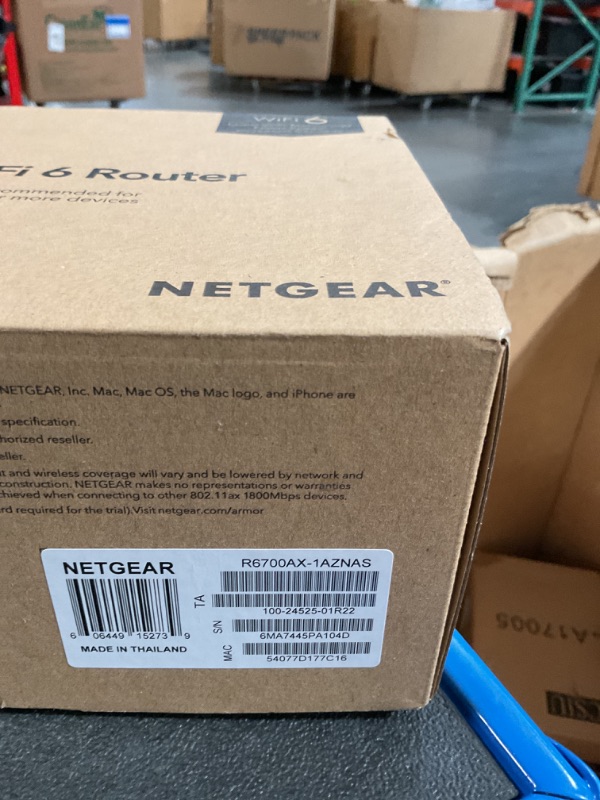 WiFi 6
Fi 6 Router
ommended for
r more devices
NETGEAR®
NETGEAR, Inc. Mac, Mac OS, the Mac logo, and iPhone are
specification.
horized reseller.
eller.
t and wireless coverage will vary and be lowered by network and
construction. NETGEAR makes no representations or warranties
chieved when connecting to other 802.11ax 1800Mbps devices.
rd required for the trial).Visit netgear.com/armor
NETGEAR
R6700AX-1AZNAS
TA
100-24525-01R22
S/N
6MA7445PA104D
MAC
54077D177C16
6 06449 15273 9
MADE IN THAILAND
A17005